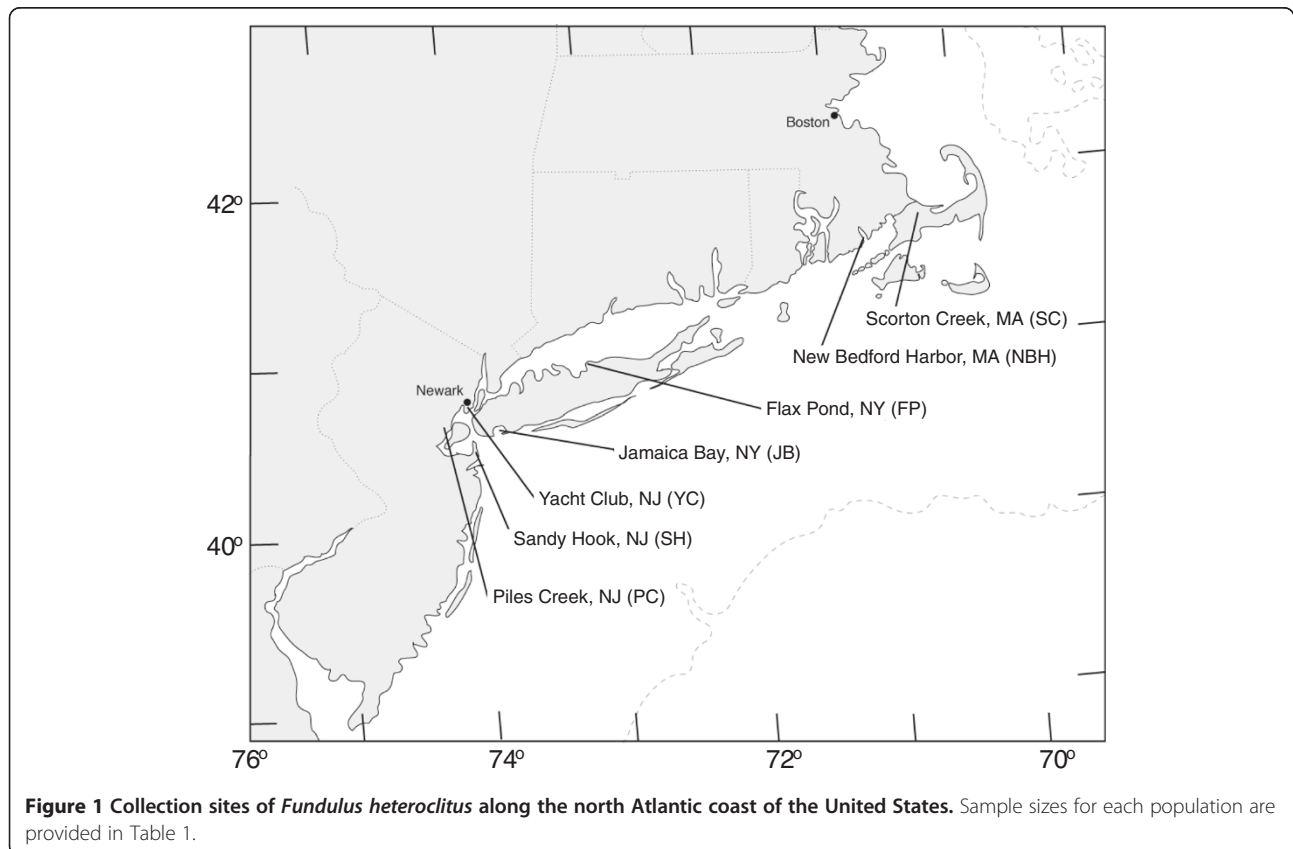 Boston
42º
Scorton Creek, MA (SC)
New Bedford Harbor, MA (NBH)
Newark
Flax Pond, NY (FP)
Jamaica Bay, NY (JB)
Yacht Club, NJ (YC)
Sandy Hook, NJ (SH)
40º
Piles Creek, NJ (PC)
76º 74º 72º 70º
Figure 1 Collection sites of Fundulus heteroclitus along the north Atlantic coast of the United States. Sample sizes for each population are
provided in Table 1.